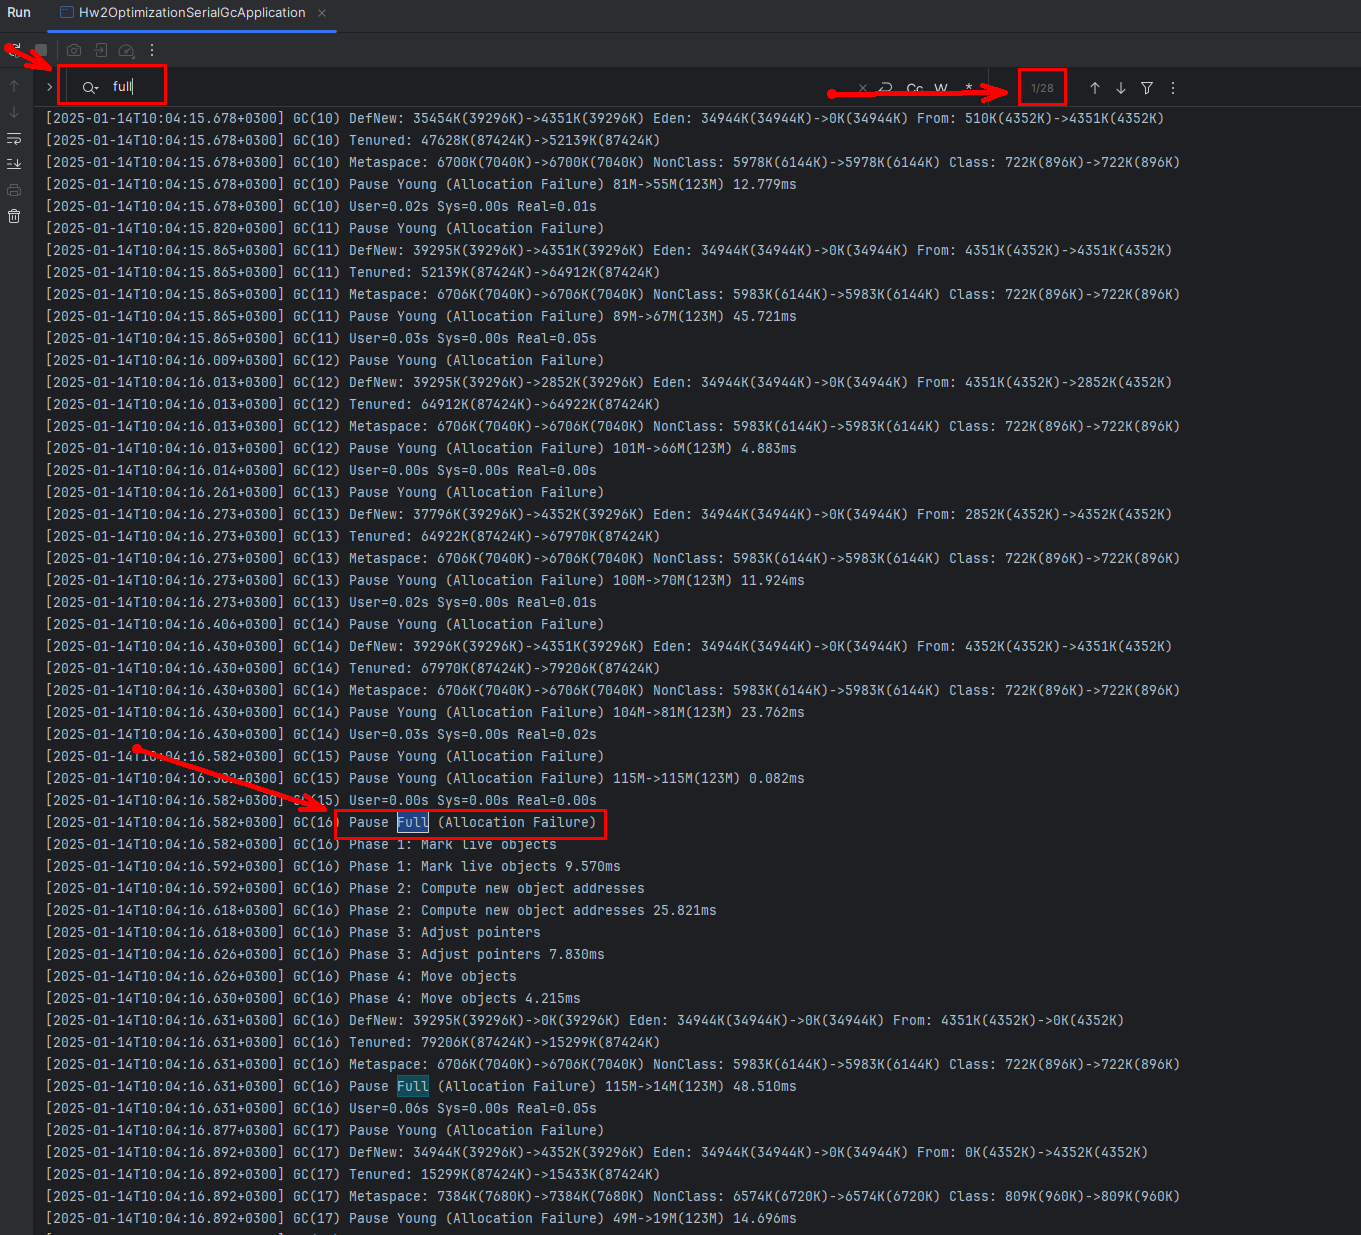 Run Hw2OptimizationSerialGcApplication
full Cc W .* 1/28
[2025-01-14T10:04:15.678+0300] GC(10) DefNew: 35454K(39296K)->4351K(39296K) Eden: 34944K(34944K)->0K(34944K) From: 510K(4352K)->4351K(4352K)
[2025-01-14T10:04:15.678+0300] GC(10) Tenured: 47628K(87424K)->52139K(87424K)
[2025-01-14T10:04:15.678+0300] GC(10) Metaspace: 6700K(7040K)->6700K(7040K) NonClass: 5978K(6144K)->5978K(6144K) Class: 722K(896K)->722K(896K)
[2025-01-14T10:04:15.678+0300] GC(10) Pause Young (Allocation Failure) 81M->55M(123M) 12.779ms
[2025-01-14T10:04:15.678+0300] GC(10) User=0.02s Sys=0.00s Real=0.01s
[2025-01-14T10:04:15.820+0300] GC(11) Pause Young (Allocation Failure)
[2025-01-14T10:04:15.865+0300] GC(11) DefNew: 39295K(39296K)->4351K(39296K) Eden: 34944K(34944K)->0K(34944K) From: 4351K(4352K)->4351K(4352K)
[2025-01-14T10:04:15.865+0300] GC(11) Tenured: 52139K(87424K)->64912K(87424K)
[2025-01-14T10:04:15.865+0300] GC(11) Metaspace: 6706K(7040K)->6706K(7040K) NonClass: 5983K(6144K)->5983K(6144K) Class: 722K(896K)->722K(896K)
[2025-01-14T10:04:15.865+0300] GC(11) Pause Young (Allocation Failure) 89M->67M(123M) 45.721ms
[2025-01-14T10:04:15.865+0300] GC(11) User=0.03s Sys=0.00s Real=0.05s
[2025-01-14T10:04:16.009+0300] GC(12) Pause Young (Allocation Failure)
[2025-01-14T10:04:16.013+0300] GC(12) DefNew: 39295K(39296K)->2852K(39296K) Eden: 34944K(34944K)->0K(34944K) From: 4351K(4352K)->2852K(4352K)
[2025-01-14T10:04:16.013+0300] GC(12) Tenured: 64912K(87424K)->64922K(87424K)
[2025-01-14T10:04:16.013+0300] GC(12) Metaspace: 6706K(7040K)->6706K(7040K) NonClass: 5983K(6144K)->5983K(6144K) Class: 722K(896K)->722K(896K)
[2025-01-14T10:04:16.013+0300] GC(12) Pause Young (Allocation Failure) 101M->66M(123M) 4.883ms
[2025-01-14T10:04:16.014+0300] GC(12) User=0.00s Sys=0.00s Real=0.00s
[2025-01-14T10:04:16.261+0300] GC(13) Pause Young (Allocation Failure)
[2025-01-14T10:04:16.273+0300] GC(13) DefNew: 37796K(39296K)->4352K(39296K) Eden: 34944K(34944K)->0K(34944K) From: 2852K(4352K)->4352K(4352K)
[2025-01-14T10:04:16.273+0300] GC(13) Tenured: 64922K(87424K)->67970K(87424K)
[2025-01-14T10:04:16.273+0300] GC(13) Metaspace: 6706K(7040K)->6706K(7040K) NonClass: 5983K(6144K)->5983K(6144K) Class: 722K(896K)->722K(896K)
[2025-01-14T10:04:16.273+0300] GC(13) Pause Young (Allocation Failure) 100M->70M(123M) 11.924ms
[2025-01-14T10:04:16.273+0300] GC(13) User=0.02s Sys=0.00s Real=0.01s
[2025-01-14T10:04:16.406+0300] GC(14) Pause Young (Allocation Failure)
[2025-01-14T10:04:16.430+0300] GC(14) DefNew: 39296K(39296K)->4351K(39296K) Eden: 34944K(34944K)->0K(34944K) From: 4352K(4352K)->4351K(4352K)
[2025-01-14T10:04:16.430+0300] GC(14) Tenured: 67970K(87424K)->79206K(87424K)
[2025-01-14T10:04:16.430+0300] GC(14) Metaspace: 6706K(7040K)->6706K(7040K) NonClass: 5983K(6144K)->5983K(6144K) Class: 722K(896K)->722K(896K)
[2025-01-14T10:04:16.430+0300] GC(14) Pause Young (Allocation Failure) 104M->81M(123M) 23.762ms
[2025-01-14T10:04:16.430+0300] GC(14) User=0.03s Sys=0.00s Real=0.02s
[2025-01-14T10:04:16.582+0300] GC(15) Pause Young (Allocation Failure)
[2025-01-14T10:04:16.582+0300] GC(15) Pause Young (Allocation Failure) 115M->115M(123M) 0.082ms
[2025-01-14T10:04:16.582+0300] GC(15) User=0.00s Sys=0.00s Real=0.00s
[2025-01-14T10:04:16.582+0300] GC(16) Pause Full (Allocation Failure)
[2025-01-14T10:04:16.582+0300] GC(16) Phase 1: Mark live objects
[2025-01-14T10:04:16.592+0300] GC(16) Phase 1: Mark live objects 9.570ms
[2025-01-14T10:04:16.592+0300] GC(16) Phase 2: Compute new object addresses
[2025-01-14T10:04:16.618+0300] GC(16) Phase 2: Compute new object addresses 25.821ms
[2025-01-14T10:04:16.618+0300] GC(16) Phase 3: Adjust pointers
[2025-01-14T10:04:16.626+0300] GC(16) Phase 3: Adjust pointers 7.830ms
[2025-01-14T10:04:16.626+0300] GC(16) Phase 4: Move objects
[2025-01-14T10:04:16.630+0300] GC(16) Phase 4: Move objects 4.215ms
[2025-01-14T10:04:16.631+0300] GC(16) DefNew: 39295K(39296K)->0K(39296K) Eden: 34944K(34944K)->0K(34944K) From: 4351K(4352K)->0K(4352K)
[2025-01-14T10:04:16.631+0300] GC(16) Tenured: 79206K(87424K)->15299K(87424K)
[2025-01-14T10:04:16.631+0300] GC(16) Metaspace: 6706K(7040K)->6706K(7040K) NonClass: 5983K(6144K)->5983K(6144K) Class: 722K(896K)->722K(896K)
[2025-01-14T10:04:16.631+0300] GC(16) Pause Full (Allocation Failure) 115M->14M(123M) 48.510ms
[2025-01-14T10:04:16.631+0300] GC(16) User=0.06s Sys=0.00s Real=0.05s
[2025-01-14T10:04:16.877+0300] GC(17) Pause Young (Allocation Failure)
[2025-01-14T10:04:16.892+0300] GC(17) DefNew: 34944K(39296K)->4352K(39296K) Eden: 34944K(34944K)->0K(34944K) From: 0K(4352K)->4352K(4352K)
[2025-01-14T10:04:16.892+0300] GC(17) Tenured: 15299K(87424K)->15433K(87424K)
[2025-01-14T10:04:16.892+0300] GC(17) Metaspace: 7384K(7680K)->7384K(7680K) NonClass: 6574K(6720K)->6574K(6720K) Class: 809K(960K)->809K(960K)
[2025-01-14T10:04:16.892+0300] GC(17) Pause Young (Allocation Failure) 49M->19M(123M) 14.696ms